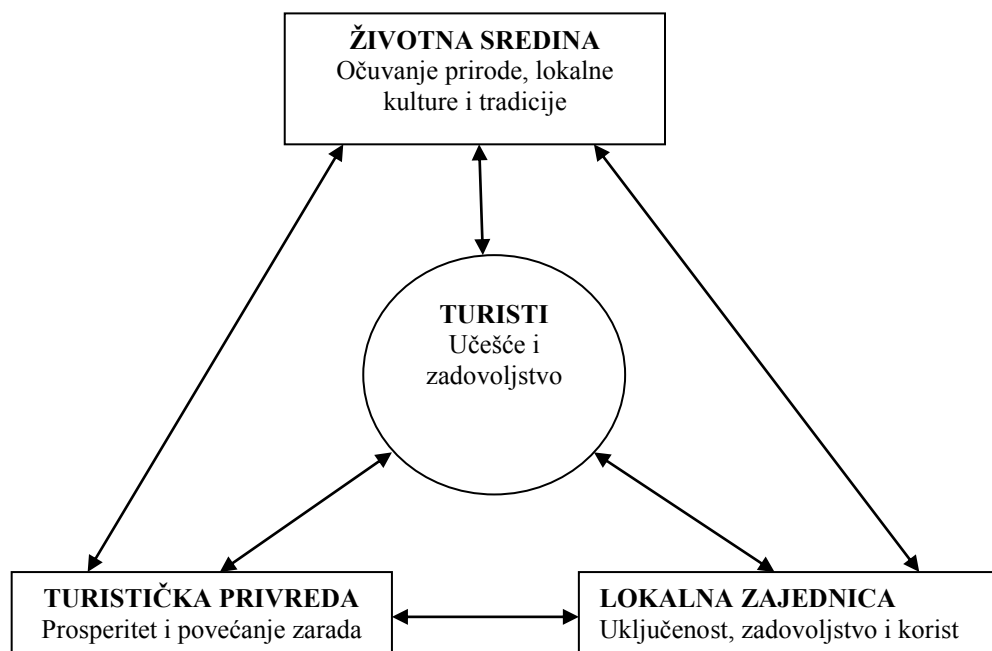 ŽIVOTNA SREDINA
Očuvanje prirode, lokalne
kulture i tradicije
TURISTI
Učešće i
zadovoljstvo
TURISTIČKA PRIVREDA
Prosperitet i povećanje zarada
LOKALNA ZAJEDNICA
Uključenost, zadovoljstvo i korist